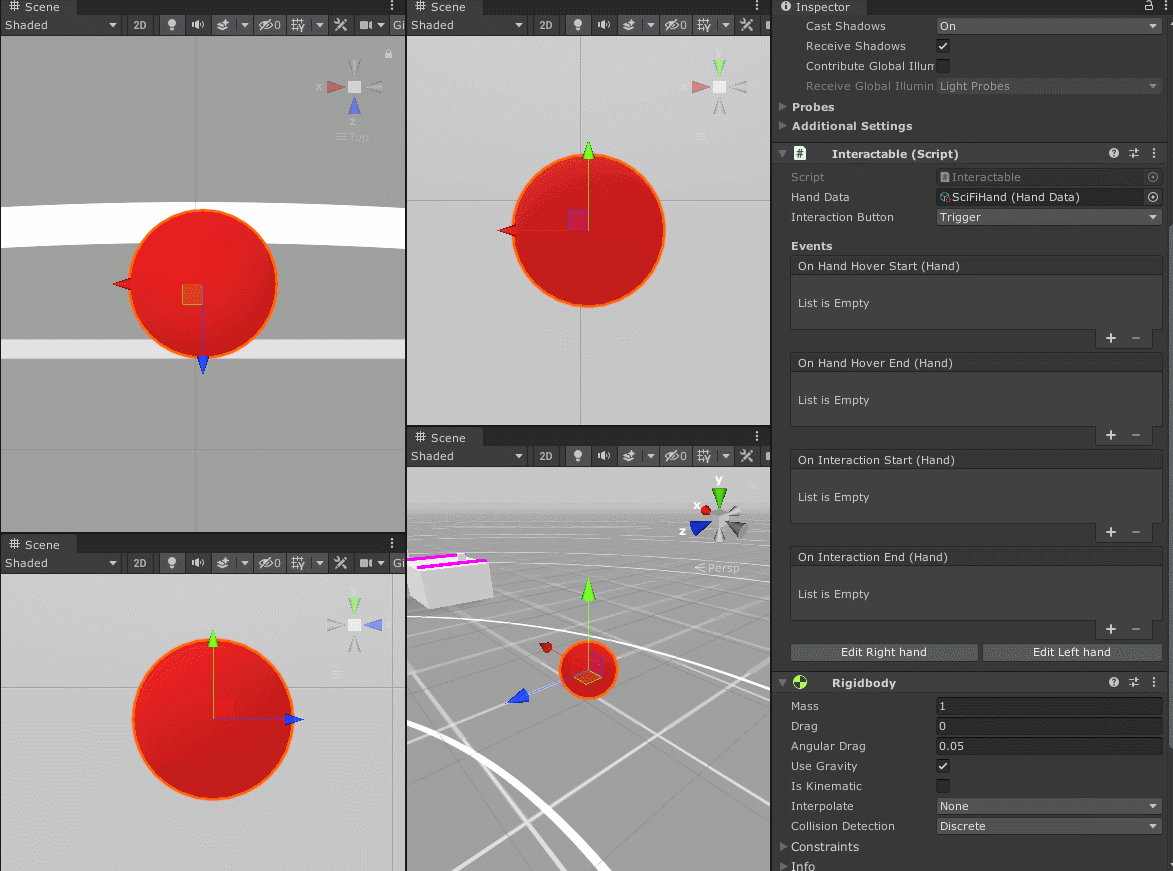 Scene
Shaded
2D
0
Gi
x
z
Top
Scene
Shaded
2D
0
Gi
Scene
Shaded
2D
0
y
x
Scene
Shaded
2D
0
y
x
z
Persp
Inspector
Cast Shadows On
Receive Shadows
Contribute Global Illum
Receive Global Illumin Light Probes
Probes
Additional Settings
# Interactable (Script)
Script Interactable
Hand Data SciFiHand (Hand Data)
Interaction Button Trigger
Events
On Hand Hover Start (Hand)
List is Empty
+ −
On Hand Hover End (Hand)
List is Empty
+ −
On Interaction Start (Hand)
List is Empty
+ −
On Interaction End (Hand)
List is Empty
+ −
Edit Right hand Edit Left hand
Rigidbody
Mass 1
Drag 0
Angular Drag 0.05
Use Gravity
Is Kinematic
Interpolate None
Collision Detection Discrete
Constraints
Info